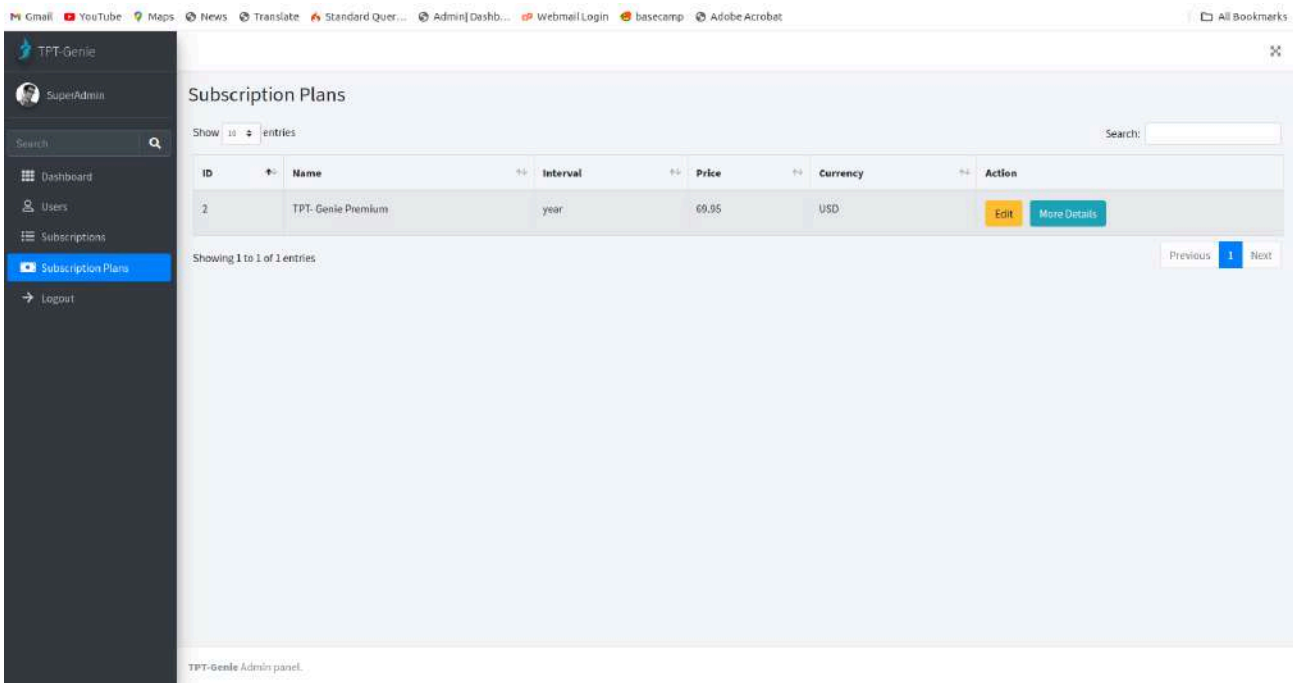 Gmail YouTube Maps News Translate Standard Quer... Admin| Dashb... Webmail Login basecamp Adobe Acrobat All Bookmarks
TPT-Genie
SuperAdmin
Subscription Plans
Show 10 entries
Search:
Search
ID Name Interval Price Currency Action
Dashboard
2 TPT- Genie Premium year 69.95 USD Edit More Details
Users
Subscriptions
Subscription Plans
Showing 1 to 1 of 1 entries
Previous 1 Next
Logout
TPT-Genie Admin panel.